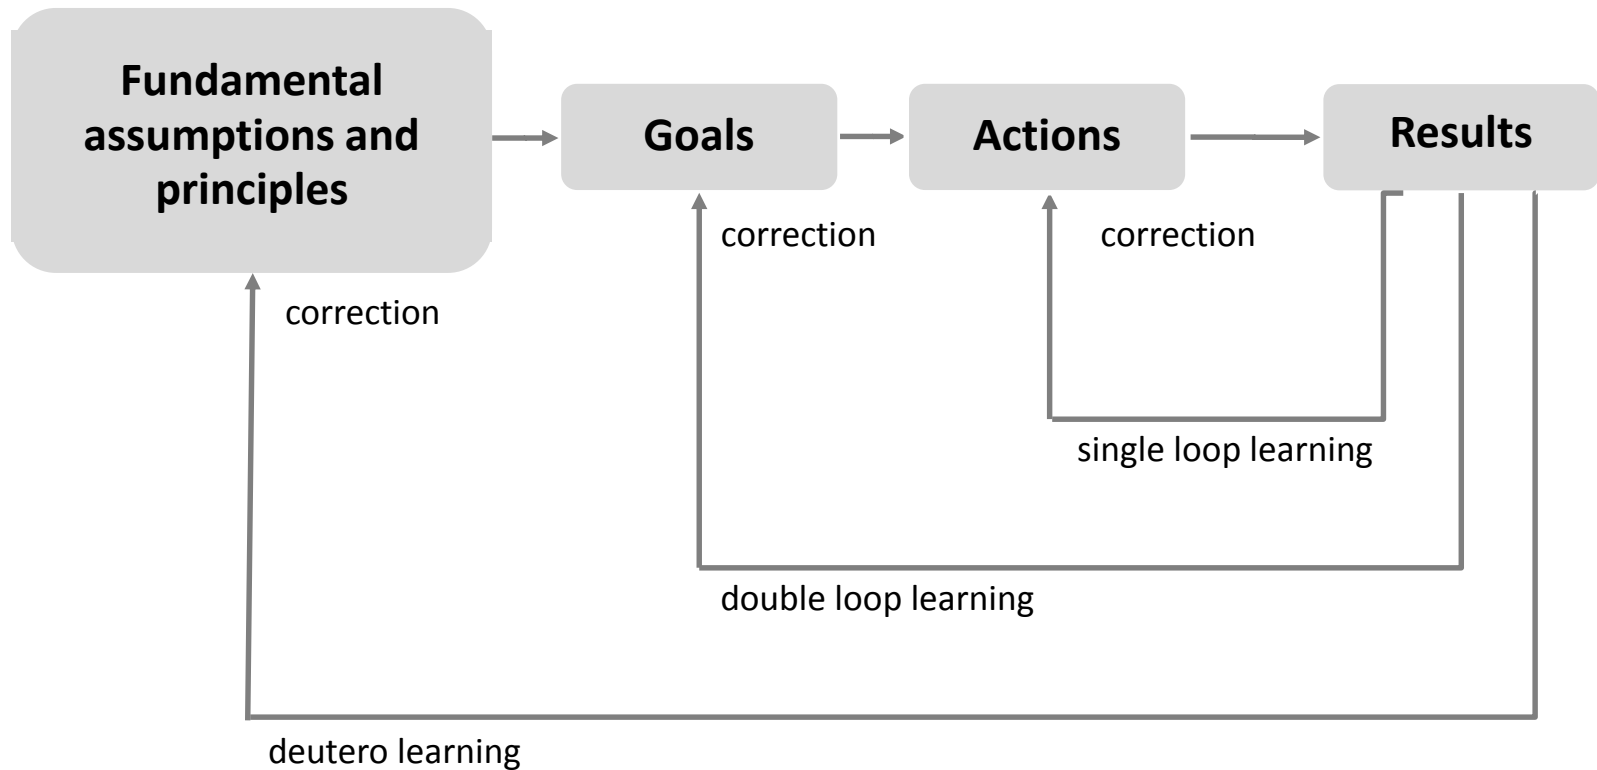 Fundamental
assumptions and
principles
Goals
Actions
Results
correction
correction
correction
single loop learning
double loop learning
deutero learning